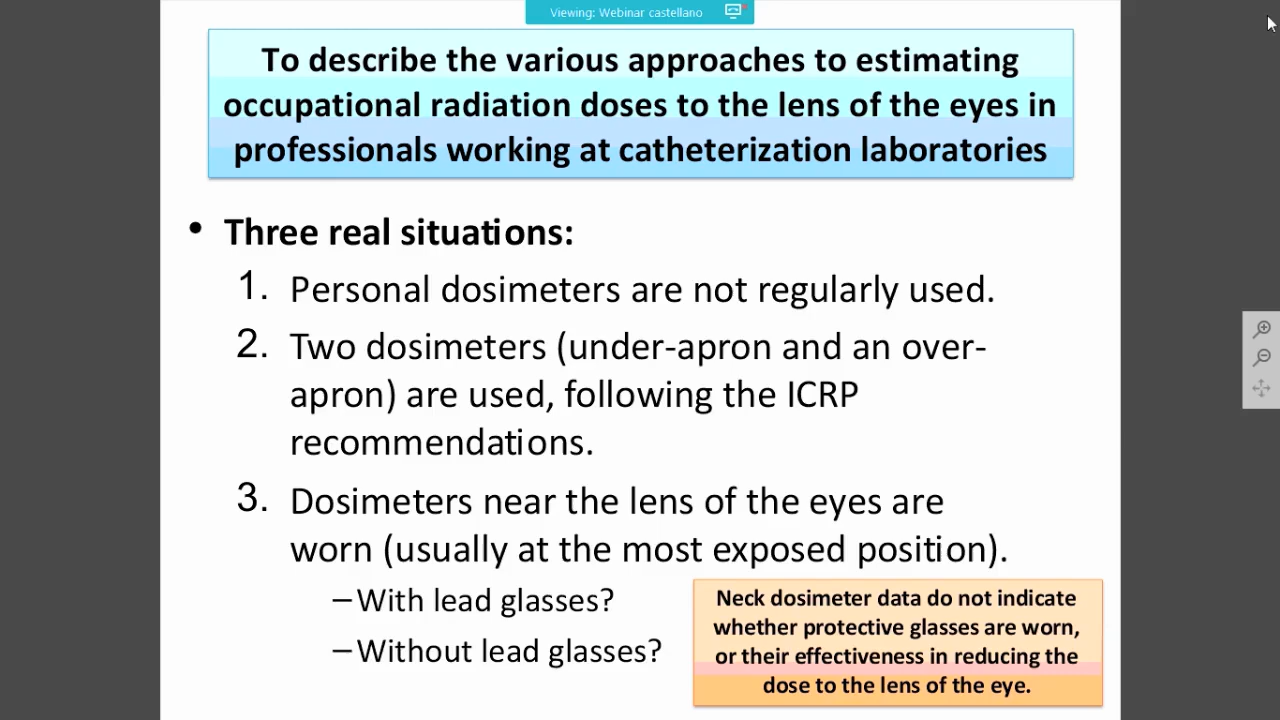 Viewing: Webinar castellano
To describe the various approaches to estimating
occupational radiation doses to the lens of the eyes in
professionals working at catheterization laboratories
• Three real situations:
1. Personal dosimeters are not regularly used.
2. Two dosimeters (under-apron and an over-
apron) are used, following the ICRP
recommendations.
3. Dosimeters near the lens of the eyes are
worn (usually at the most exposed position).
–With lead glasses?
–Without lead glasses?
Neck dosimeter data do not indicate
whether protective glasses are worn,
or their effectiveness in reducing the
dose to the lens of the eye.